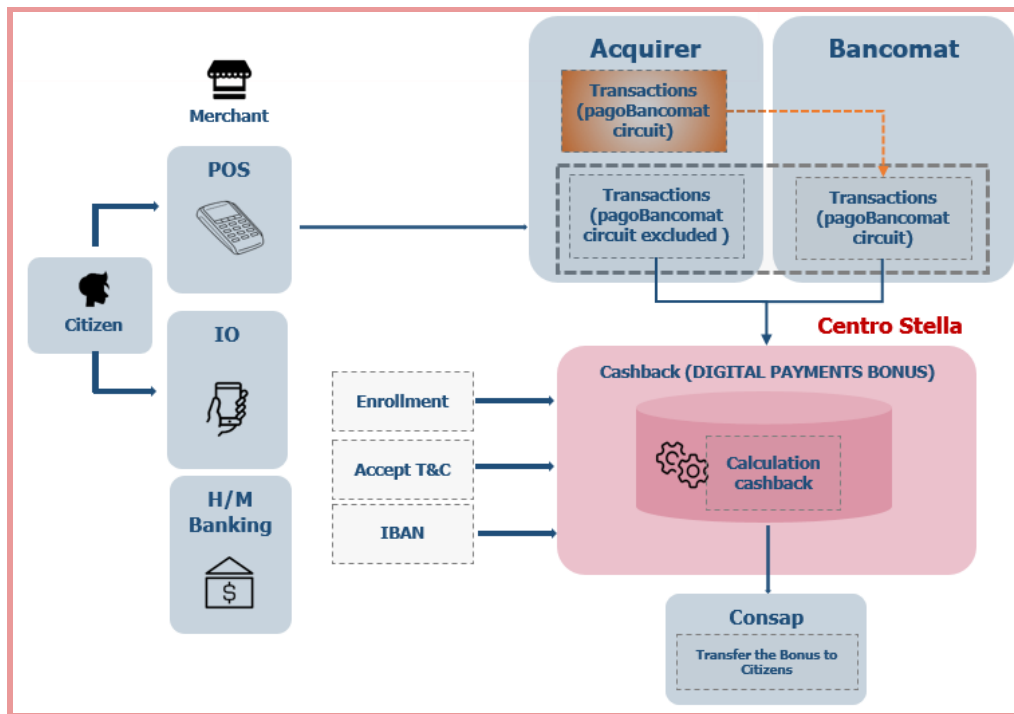 Acquirer
Bancomat
Transactions
(pagoBancomat
circuit)
Merchant
POS
Transactions
(pagoBancomat
circuit excluded )
Transactions
(pagoBancomat
circuit)
Citizen
IO
Centro Stella
Cashback (DIGITAL PAYMENTS BONUS)
Enrollment
Accept T&C
IBAN
Calculation
cashback
H/M
Banking
$
Consap
Transfer the Bonus to
Citizens